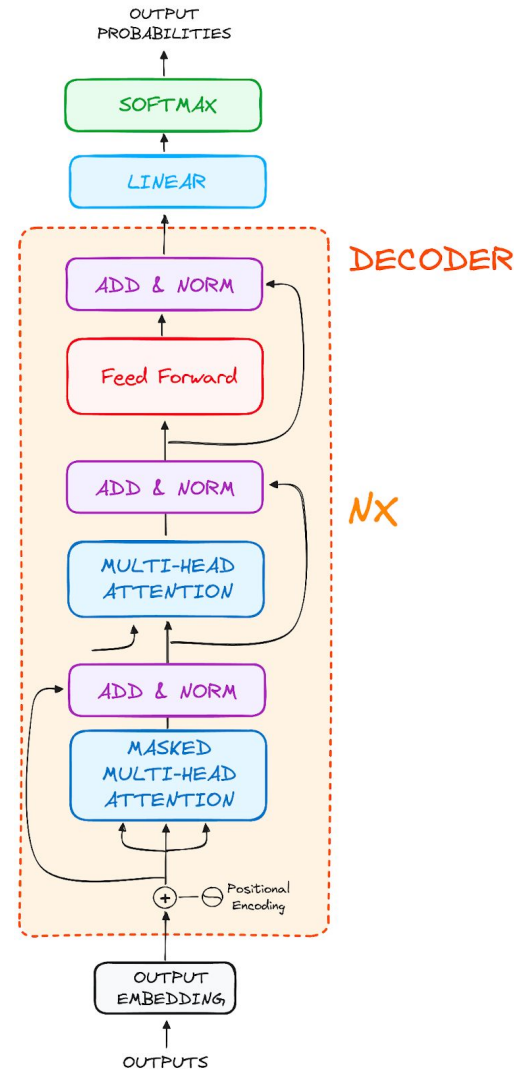 OUTPUT
PROBABILITIES
SOFTMAX
LINEAR
DECODER
ADD & NORM
Feed Forward
ADD & NORM
NX
MULTI-HEAD
ATTENTION
ADD & NORM
MASKED
MULTI-HEAD
ATTENTION
Positional
Encoding
OUTPUT
EMBEDDING
OUTPUTS